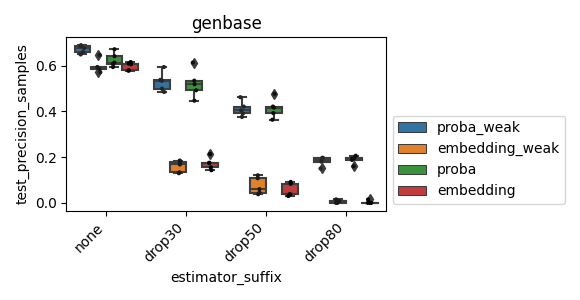 genbase
test_precision_samples
0.6
0.4
0.2
0.0
none
drop30
drop50
drop80
estimator_suffix
proba_weak
embedding_weak
proba
embedding